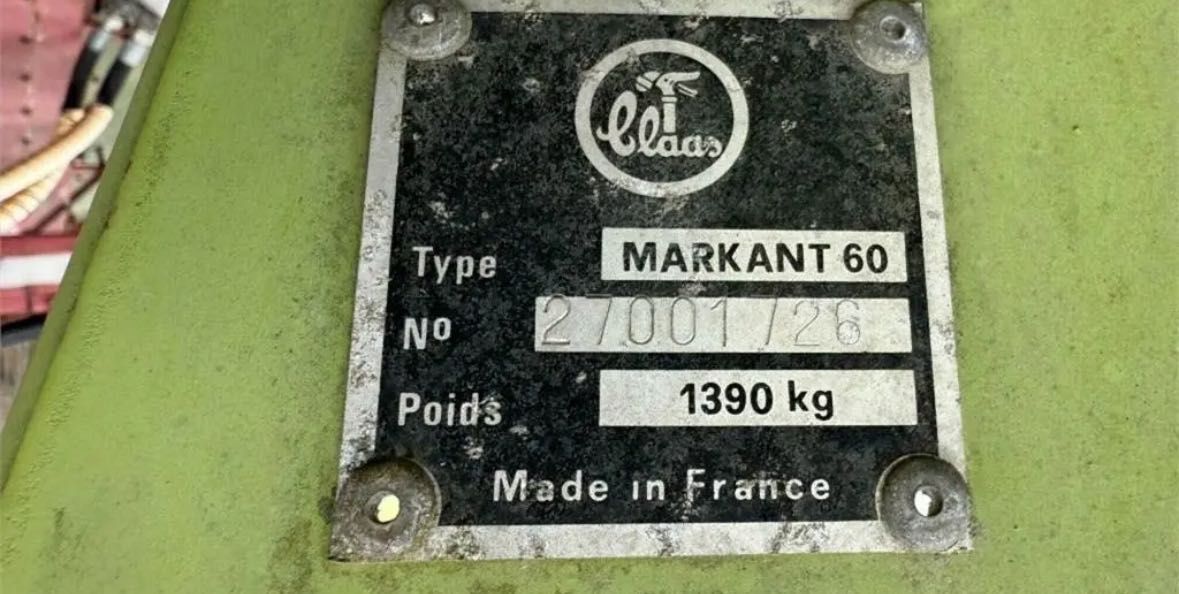 Claas
Type MARKANT 60
Nº 27001726
Poids 1390 kg
Made in France